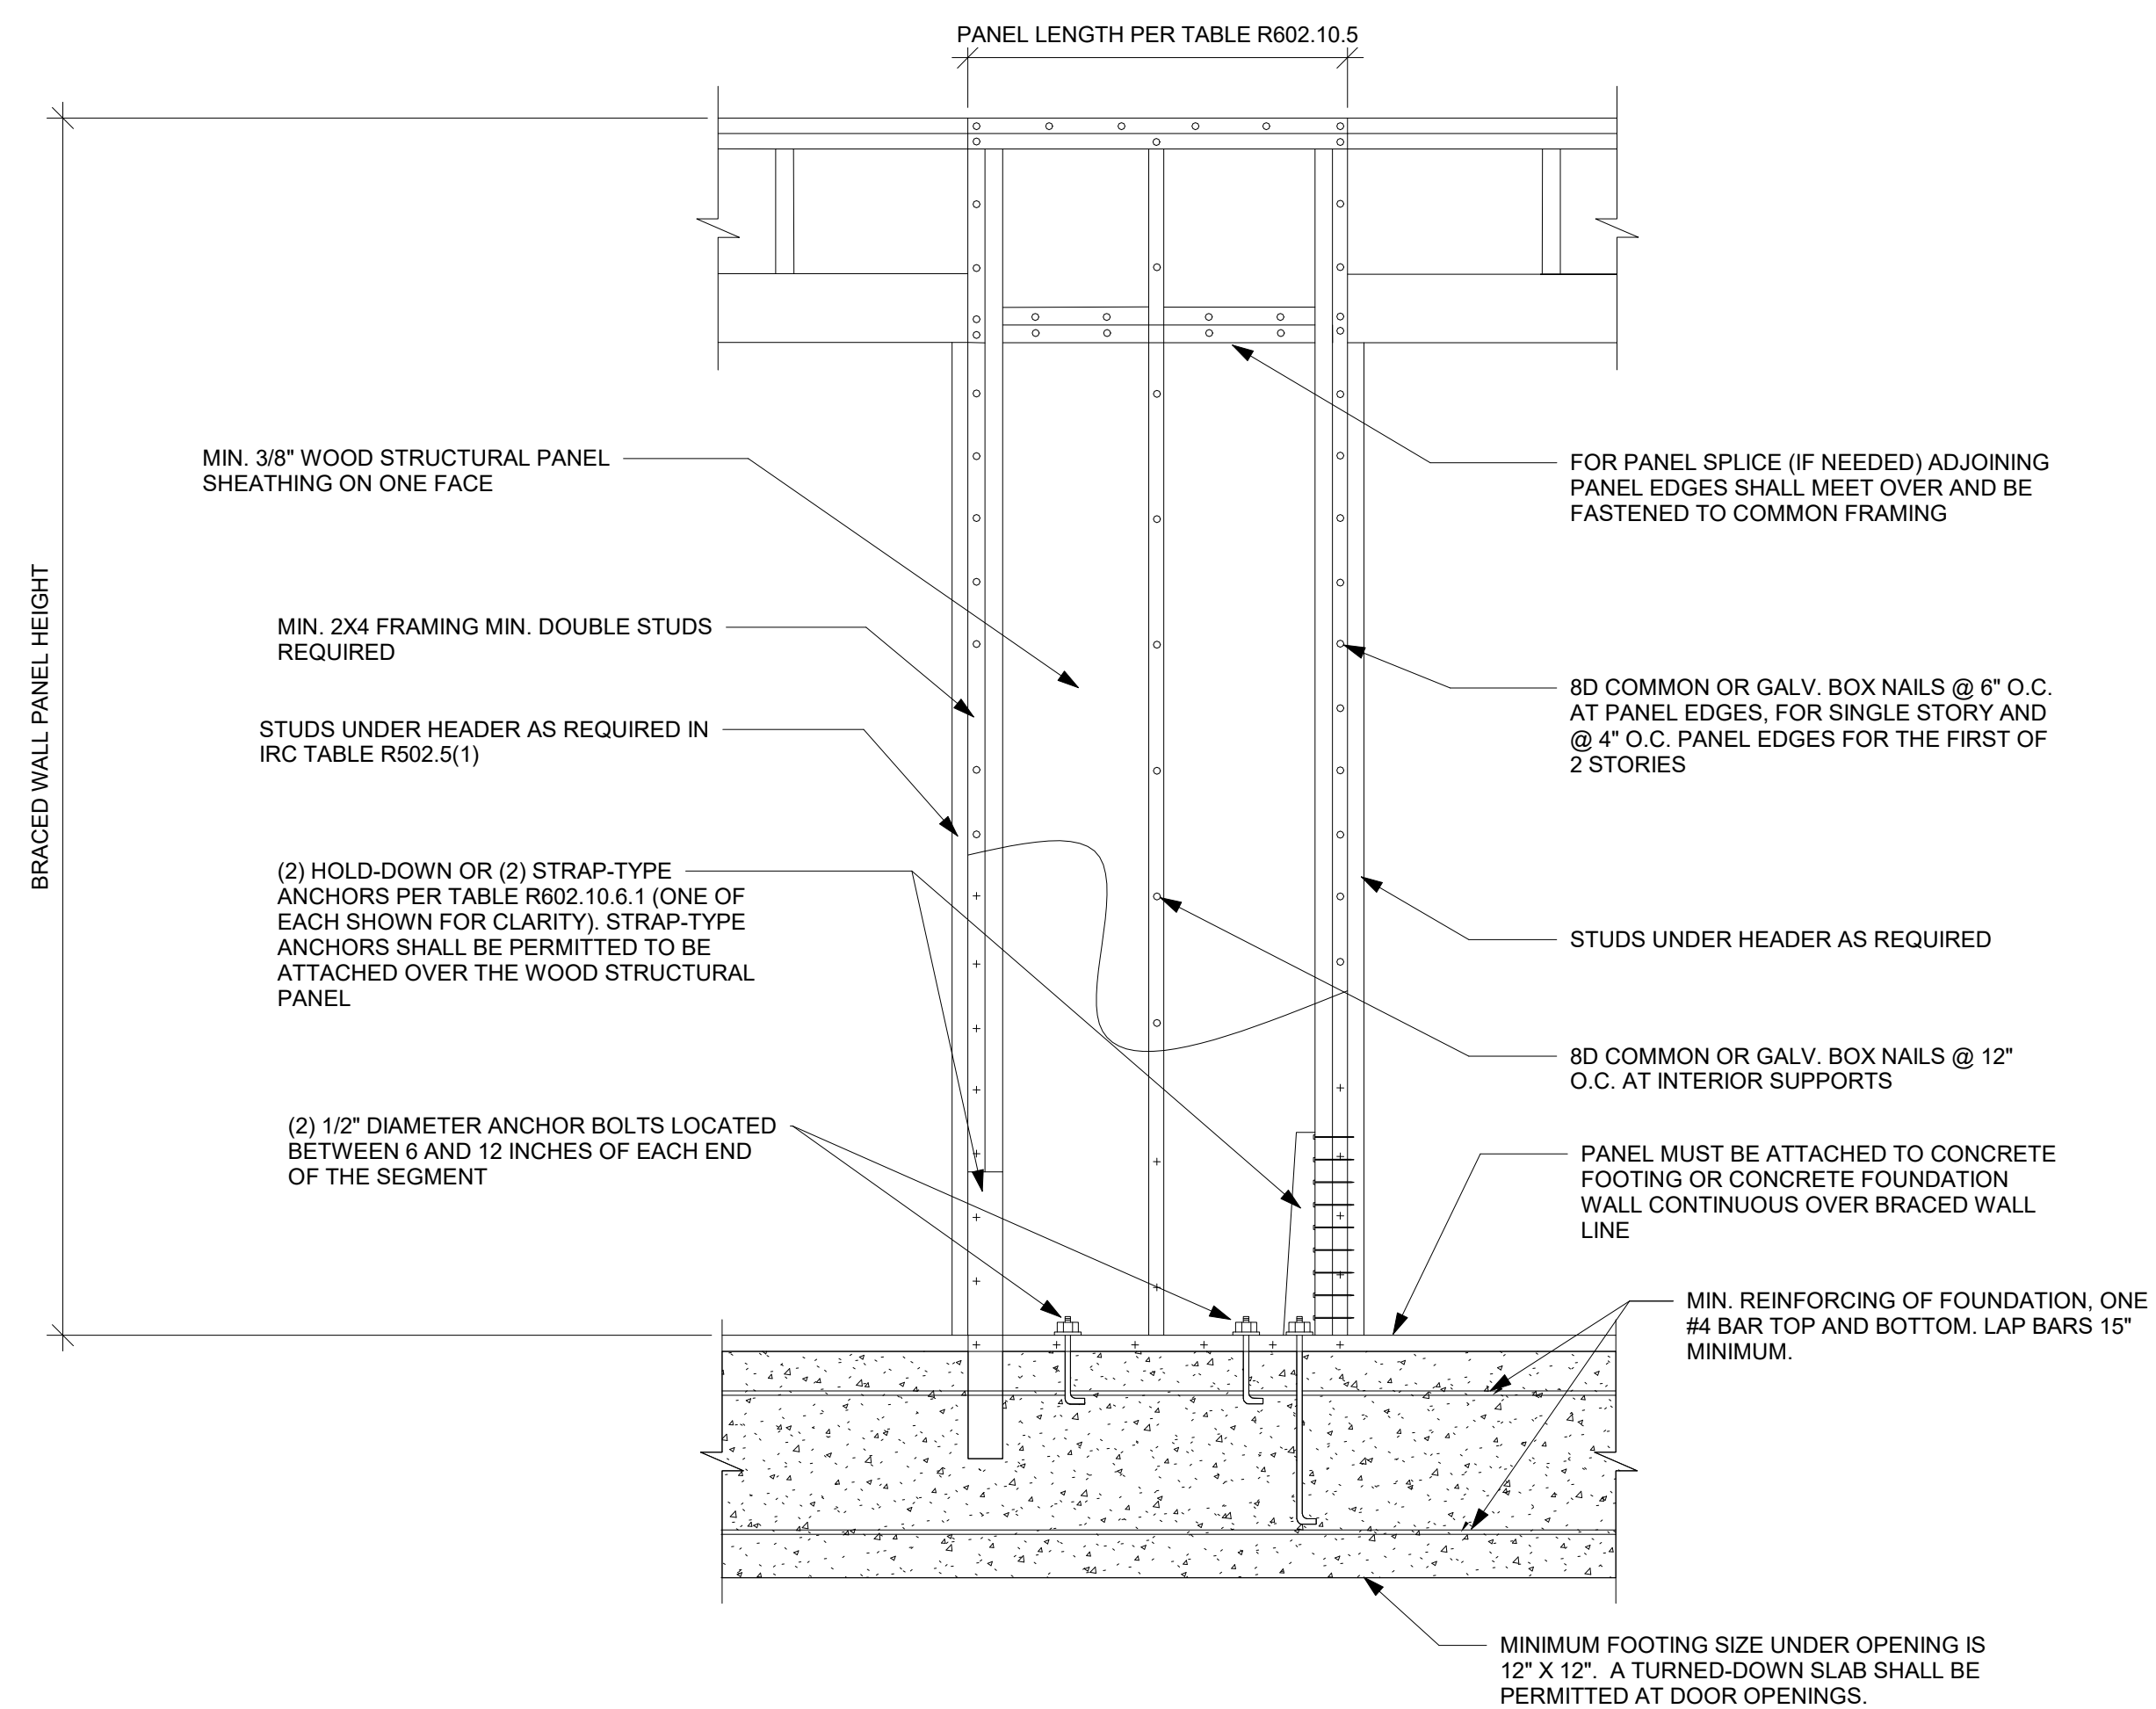 PANEL LENGTH PER TABLE R602.10.5
BRACED WALL PANEL HEIGHT
MIN. 3/8" WOOD STRUCTURAL PANEL
SHEATHING ON ONE FACE
MIN. 2X4 FRAMING MIN. DOUBLE STUDS
REQUIRED
STUDS UNDER HEADER AS REQUIRED IN
IRC TABLE R502.5(1)
(2) HOLD-DOWN OR (2) STRAP-TYPE
ANCHORS PER TABLE R602.10.6.1 (ONE OF
EACH SHOWN FOR CLARITY). STRAP-TYPE
ANCHORS SHALL BE PERMITTED TO BE
ATTACHED OVER THE WOOD STRUCTURAL
PANEL
(2) 1/2" DIAMETER ANCHOR BOLTS LOCATED
BETWEEN 6 AND 12 INCHES OF EACH END
OF THE SEGMENT
FOR PANEL SPLICE (IF NEEDED) ADJOINING
PANEL EDGES SHALL MEET OVER AND BE
FASTENED TO COMMON FRAMING
8D COMMON OR GALV. BOX NAILS @ 6" O.C.
AT PANEL EDGES, FOR SINGLE STORY AND
@ 4" O.C. PANEL EDGES FOR THE FIRST OF
2 STORIES
STUDS UNDER HEADER AS REQUIRED
8D COMMON OR GALV. BOX NAILS @ 12"
O.C. AT INTERIOR SUPPORTS
PANEL MUST BE ATTACHED TO CONCRETE
FOOTING OR CONCRETE FOUNDATION
WALL CONTINUOUS OVER BRACED WALL
LINE
MIN. REINFORCING OF FOUNDATION, ONE
#4 BAR TOP AND BOTTOM. LAP BARS 15"
MINIMUM.
MINIMUM FOOTING SIZE UNDER OPENING IS
12" X 12". A TURNED-DOWN SLAB SHALL BE
PERMITTED AT DOOR OPENINGS.